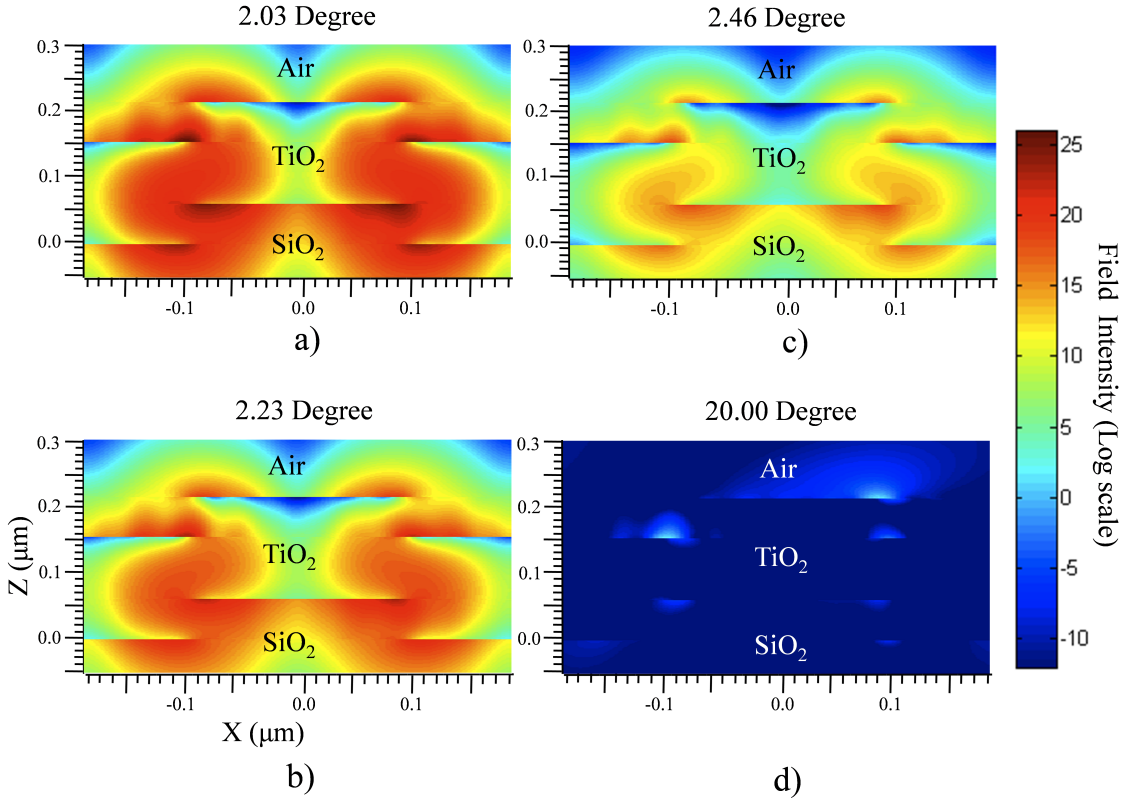 2.03 Degree
0.3
0.2
0.1
0.0
Air
TiO₂
SiO₂
-0.1 0.0 0.1
a)
2.46 Degree
0.3
0.2
0.1
0.0
Air
TiO₂
SiO₂
-0.1 0.0 0.1
c)
2.23 Degree
0.3
0.2
0.1
0.0
Z (μm)
Air
TiO₂
SiO₂
-0.1 0.0 0.1
X (μm)
b)
20.00 Degree
0.3
0.2
0.1
0.0
Air
TiO₂
SiO₂
-0.1 0.0 0.1
d)
25
20
15
10
5
0
-5
-10
Field Intensity (Log scale)